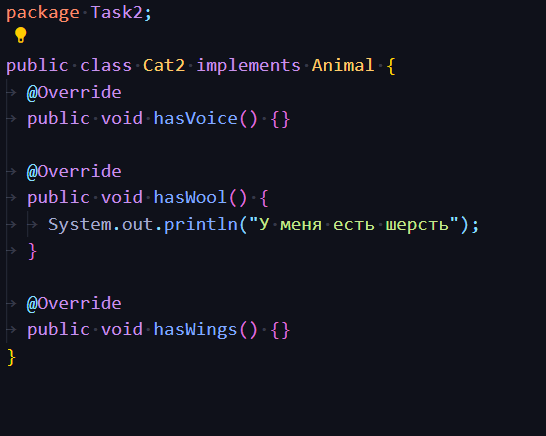 package Task2;
public class Cat2 implements Animal {
@Override
public void hasVoice() {}
@Override
public void hasWool() {
System.out.println("У меня есть шерсть");
}
@Override
public void hasWings() {}
}